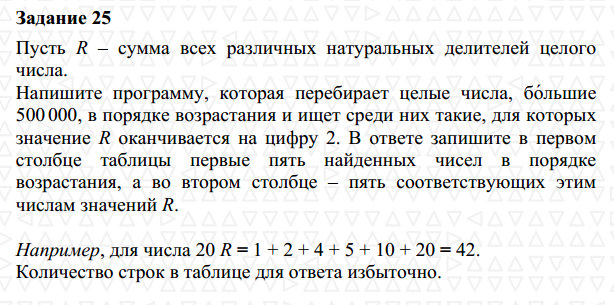 Задание 25
Пусть R – сумма всех различных натуральных делителей целого
числа.
Напишите программу, которая перебирает целые числа, бо́льшие
500 000, в порядке возрастания и ищет среди них такие, для которых
значение R оканчивается на цифру 2. В ответе запишите в первом
столбце таблицы первые пять найденных чисел в порядке
возрастания, а во втором столбце – пять соответствующих этим
числам значений R.
Например, для числа 20 R = 1 + 2 + 4 + 5 + 10 + 20 = 42.
Количество строк в таблице для ответа избыточно.